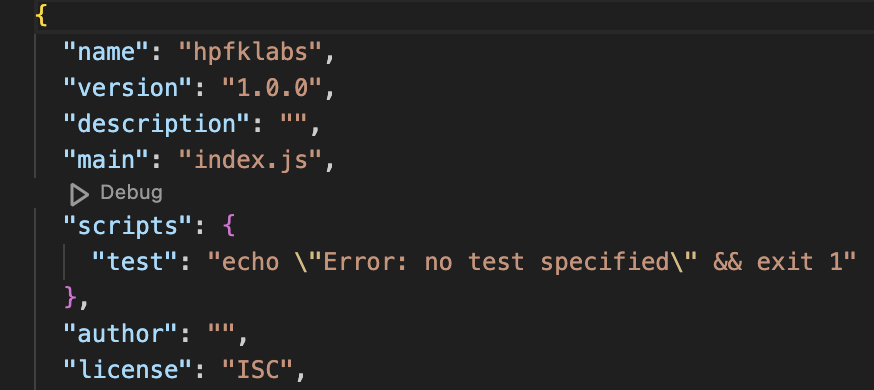 {
"name": "hpfklabs",
"version": "1.0.0",
"description": "",
"main": "index.js",
Debug
"scripts": {
"test": "echo \"Error: no test specified\" && exit 1"
},
"author": "",
"license": "ISC",